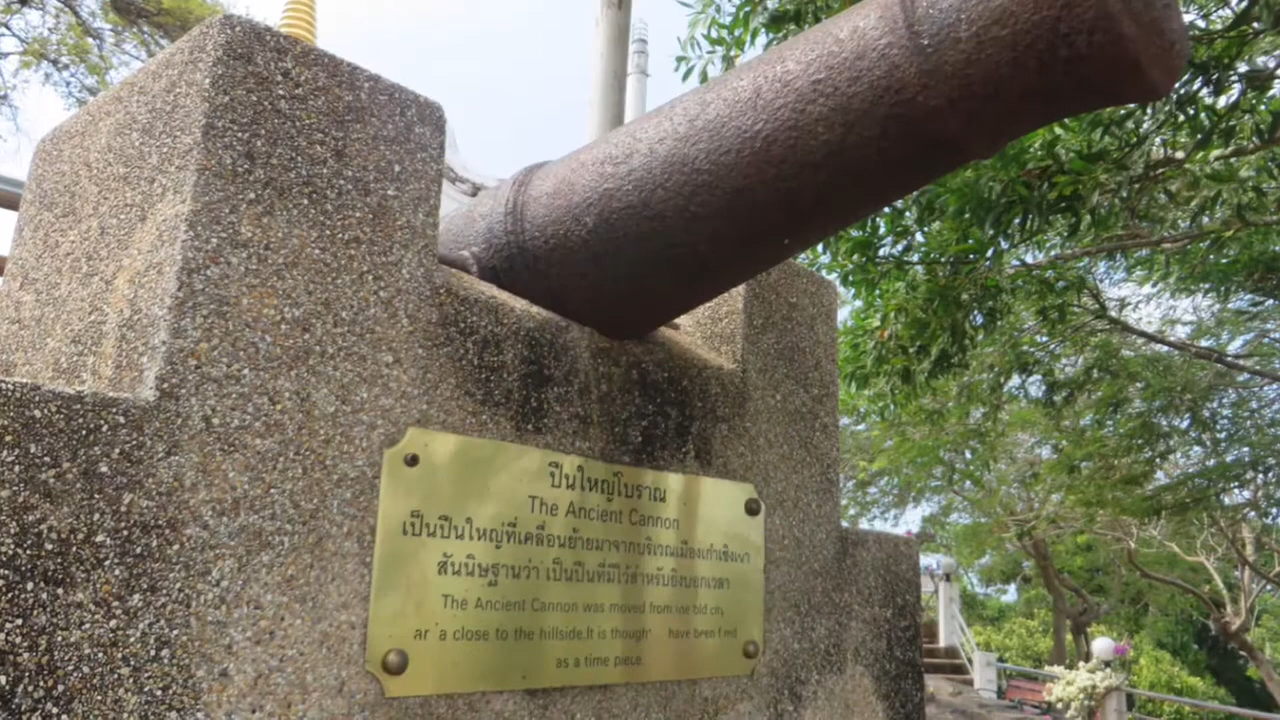 ปืนใหญ่โบราณ
The Ancient Cannon
เป็นปืนใหญ่ที่เคลื่อนย้ายมาจากบริเวณเมืองเก่าเชิงเขา
สันนิษฐานว่า เป็นปืนที่มีไว้สำหรับยิงบอกเวลา
The Ancient Cannon was moved from the old city
ar a close to the hillside.It is though have been f red
as a time piece.